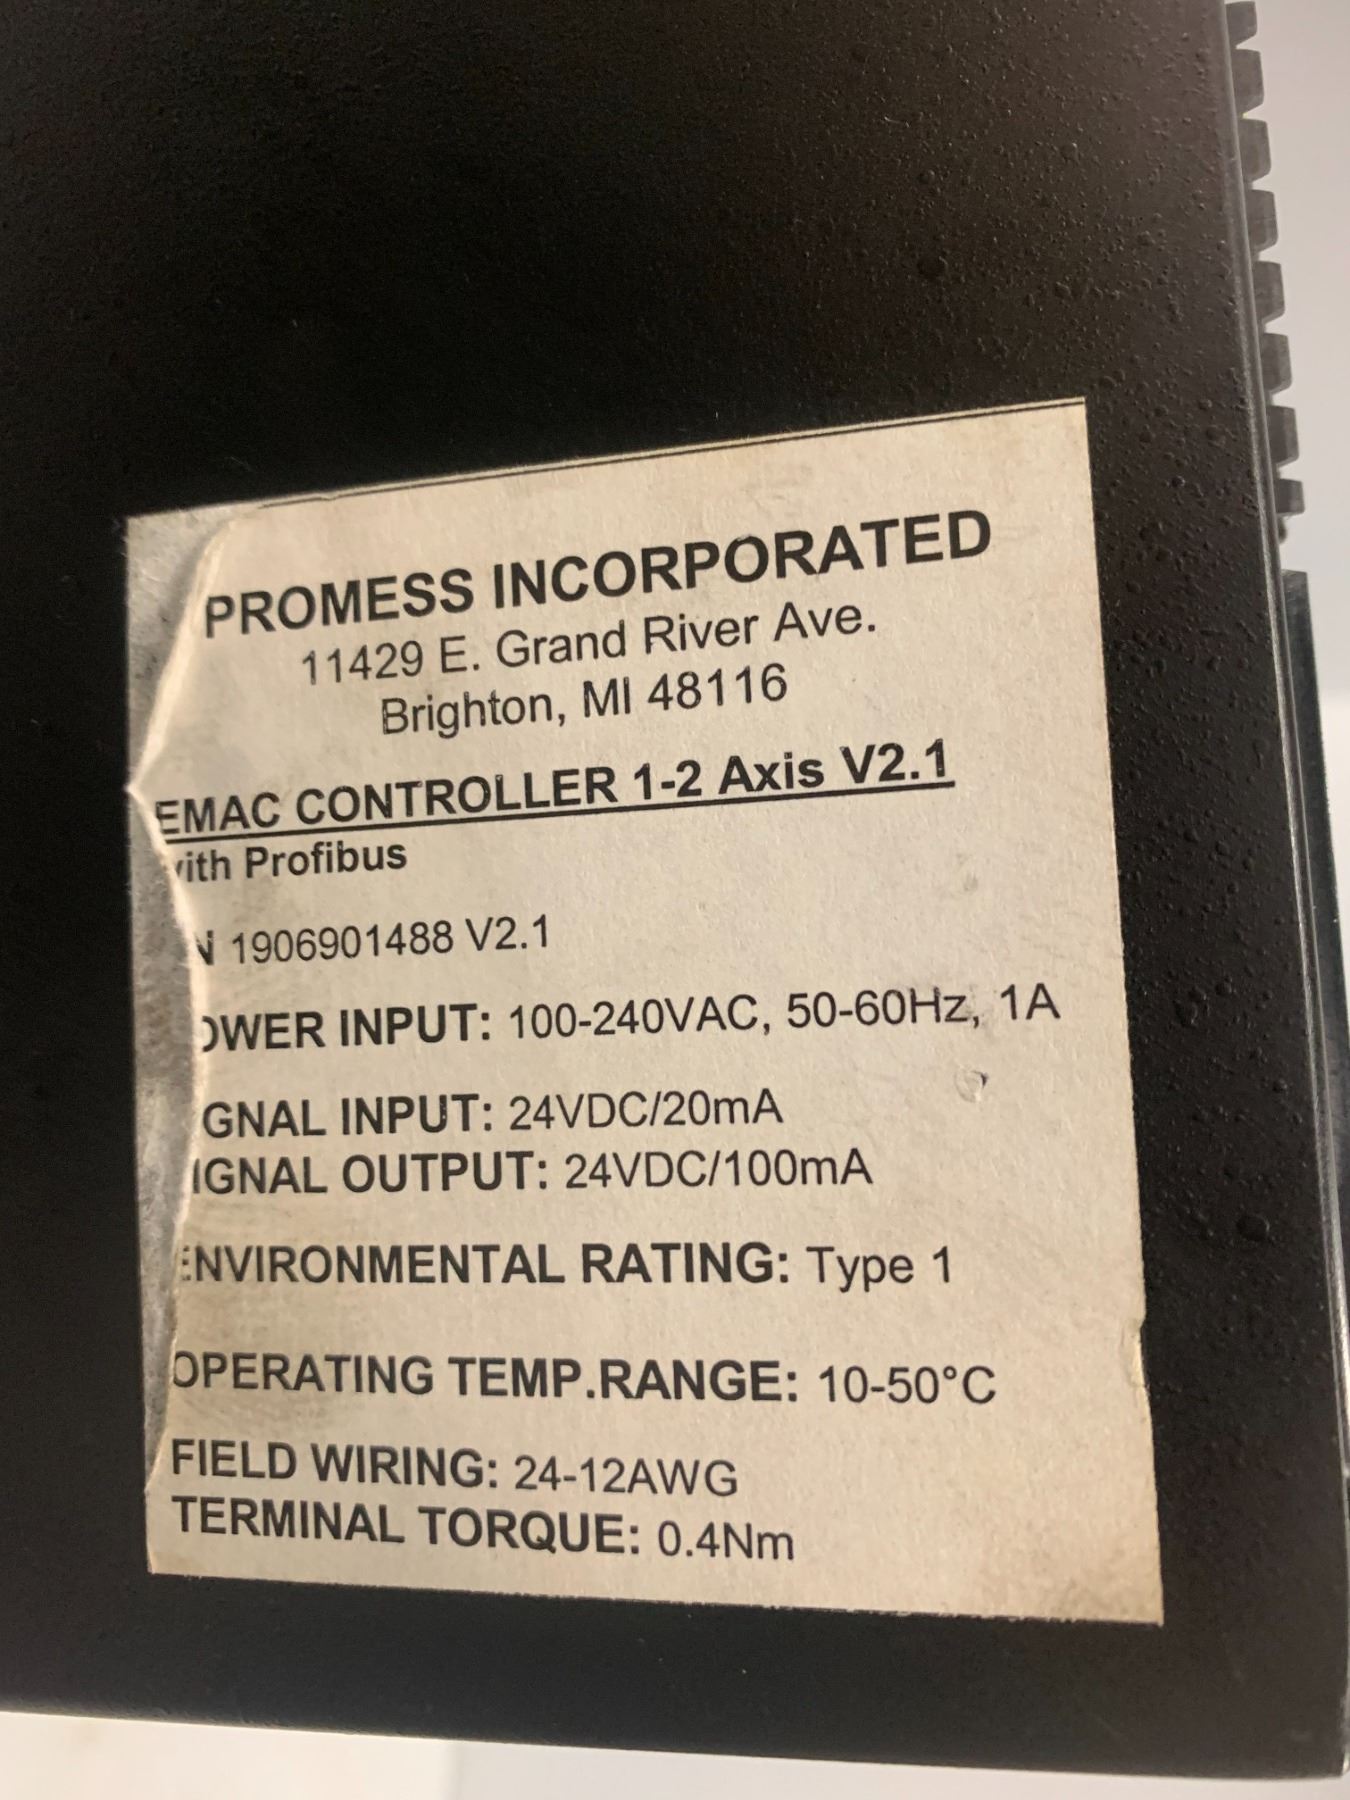 PROMESS INCORPORATED
11429 E. Grand River Ave.
Brighton, MI 48116
EMAC CONTROLLER 1-2 Axis V2.1
ith Profibus
N 1906901488 V2.1
OWER INPUT: 100-240VAC, 50-60Hz, 1A
GNAL INPUT: 24VDC/20mA
IGNAL OUTPUT: 24VDC/100mA
ENVIRONMENTAL RATING: Type 1
OPERATING TEMP.RANGE: 10-50°C
FIELD WIRING: 24-12AWG
TERMINAL TORQUE: 0.4Nm